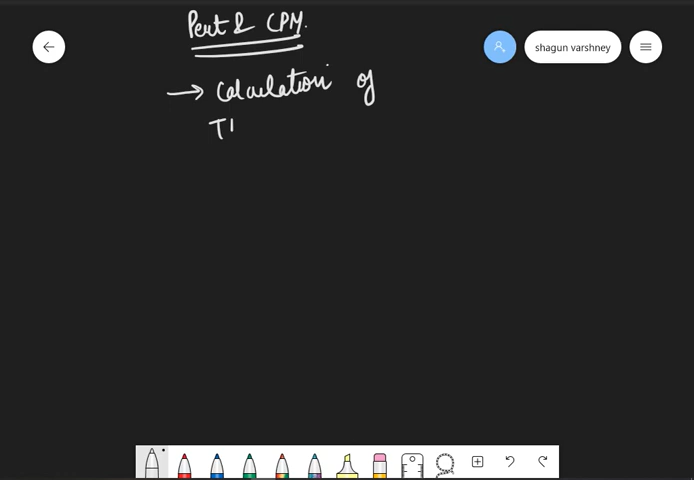 Pert & CPM.
shagun varshney
→ Calculation of